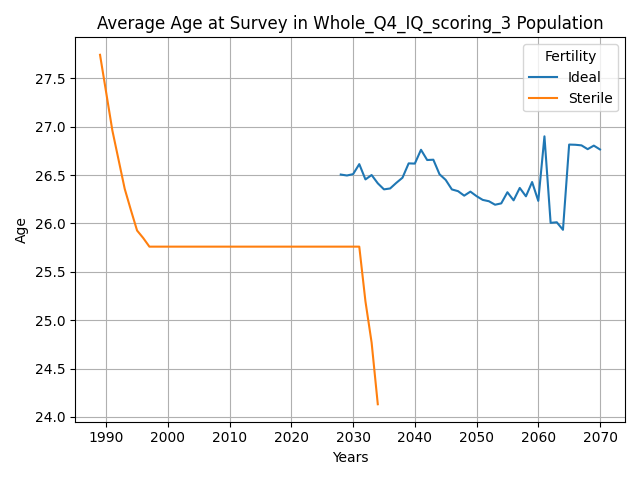 Average Age at Survey in Whole_Q4_IQ_scoring_3 Population
Fertility
Ideal
Sterile
27.5
27.0
26.5
26.0
25.5
25.0
24.5
24.0
Age
1990 2000 2010 2020 2030 2040 2050 2060 2070
Years